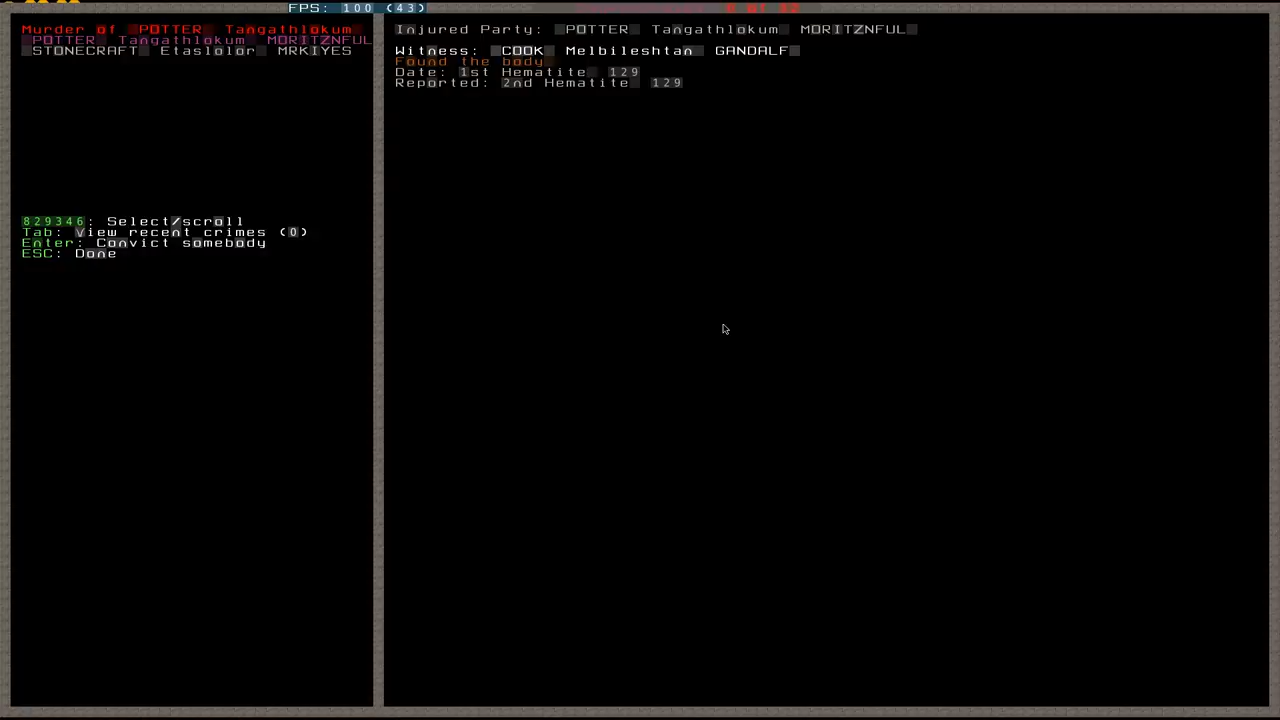 FPS: 100 (43)
Murder of POTTER Tangathlokum
POTTER Tangathlokum MORITZNFUL
STONECRAFT Etaslolor MRKIYES
829346: Select/scroll
Tab: View recent crimes (0)
Enter: Convict somebody
ESC: Done
Injured Party: POTTER Tangathlokum MORITZNFUL
Witness: COOK Melbileshtan GANDALF
Found the body
Date: 1st Hematite 129
Reported: 2nd Hematite 129